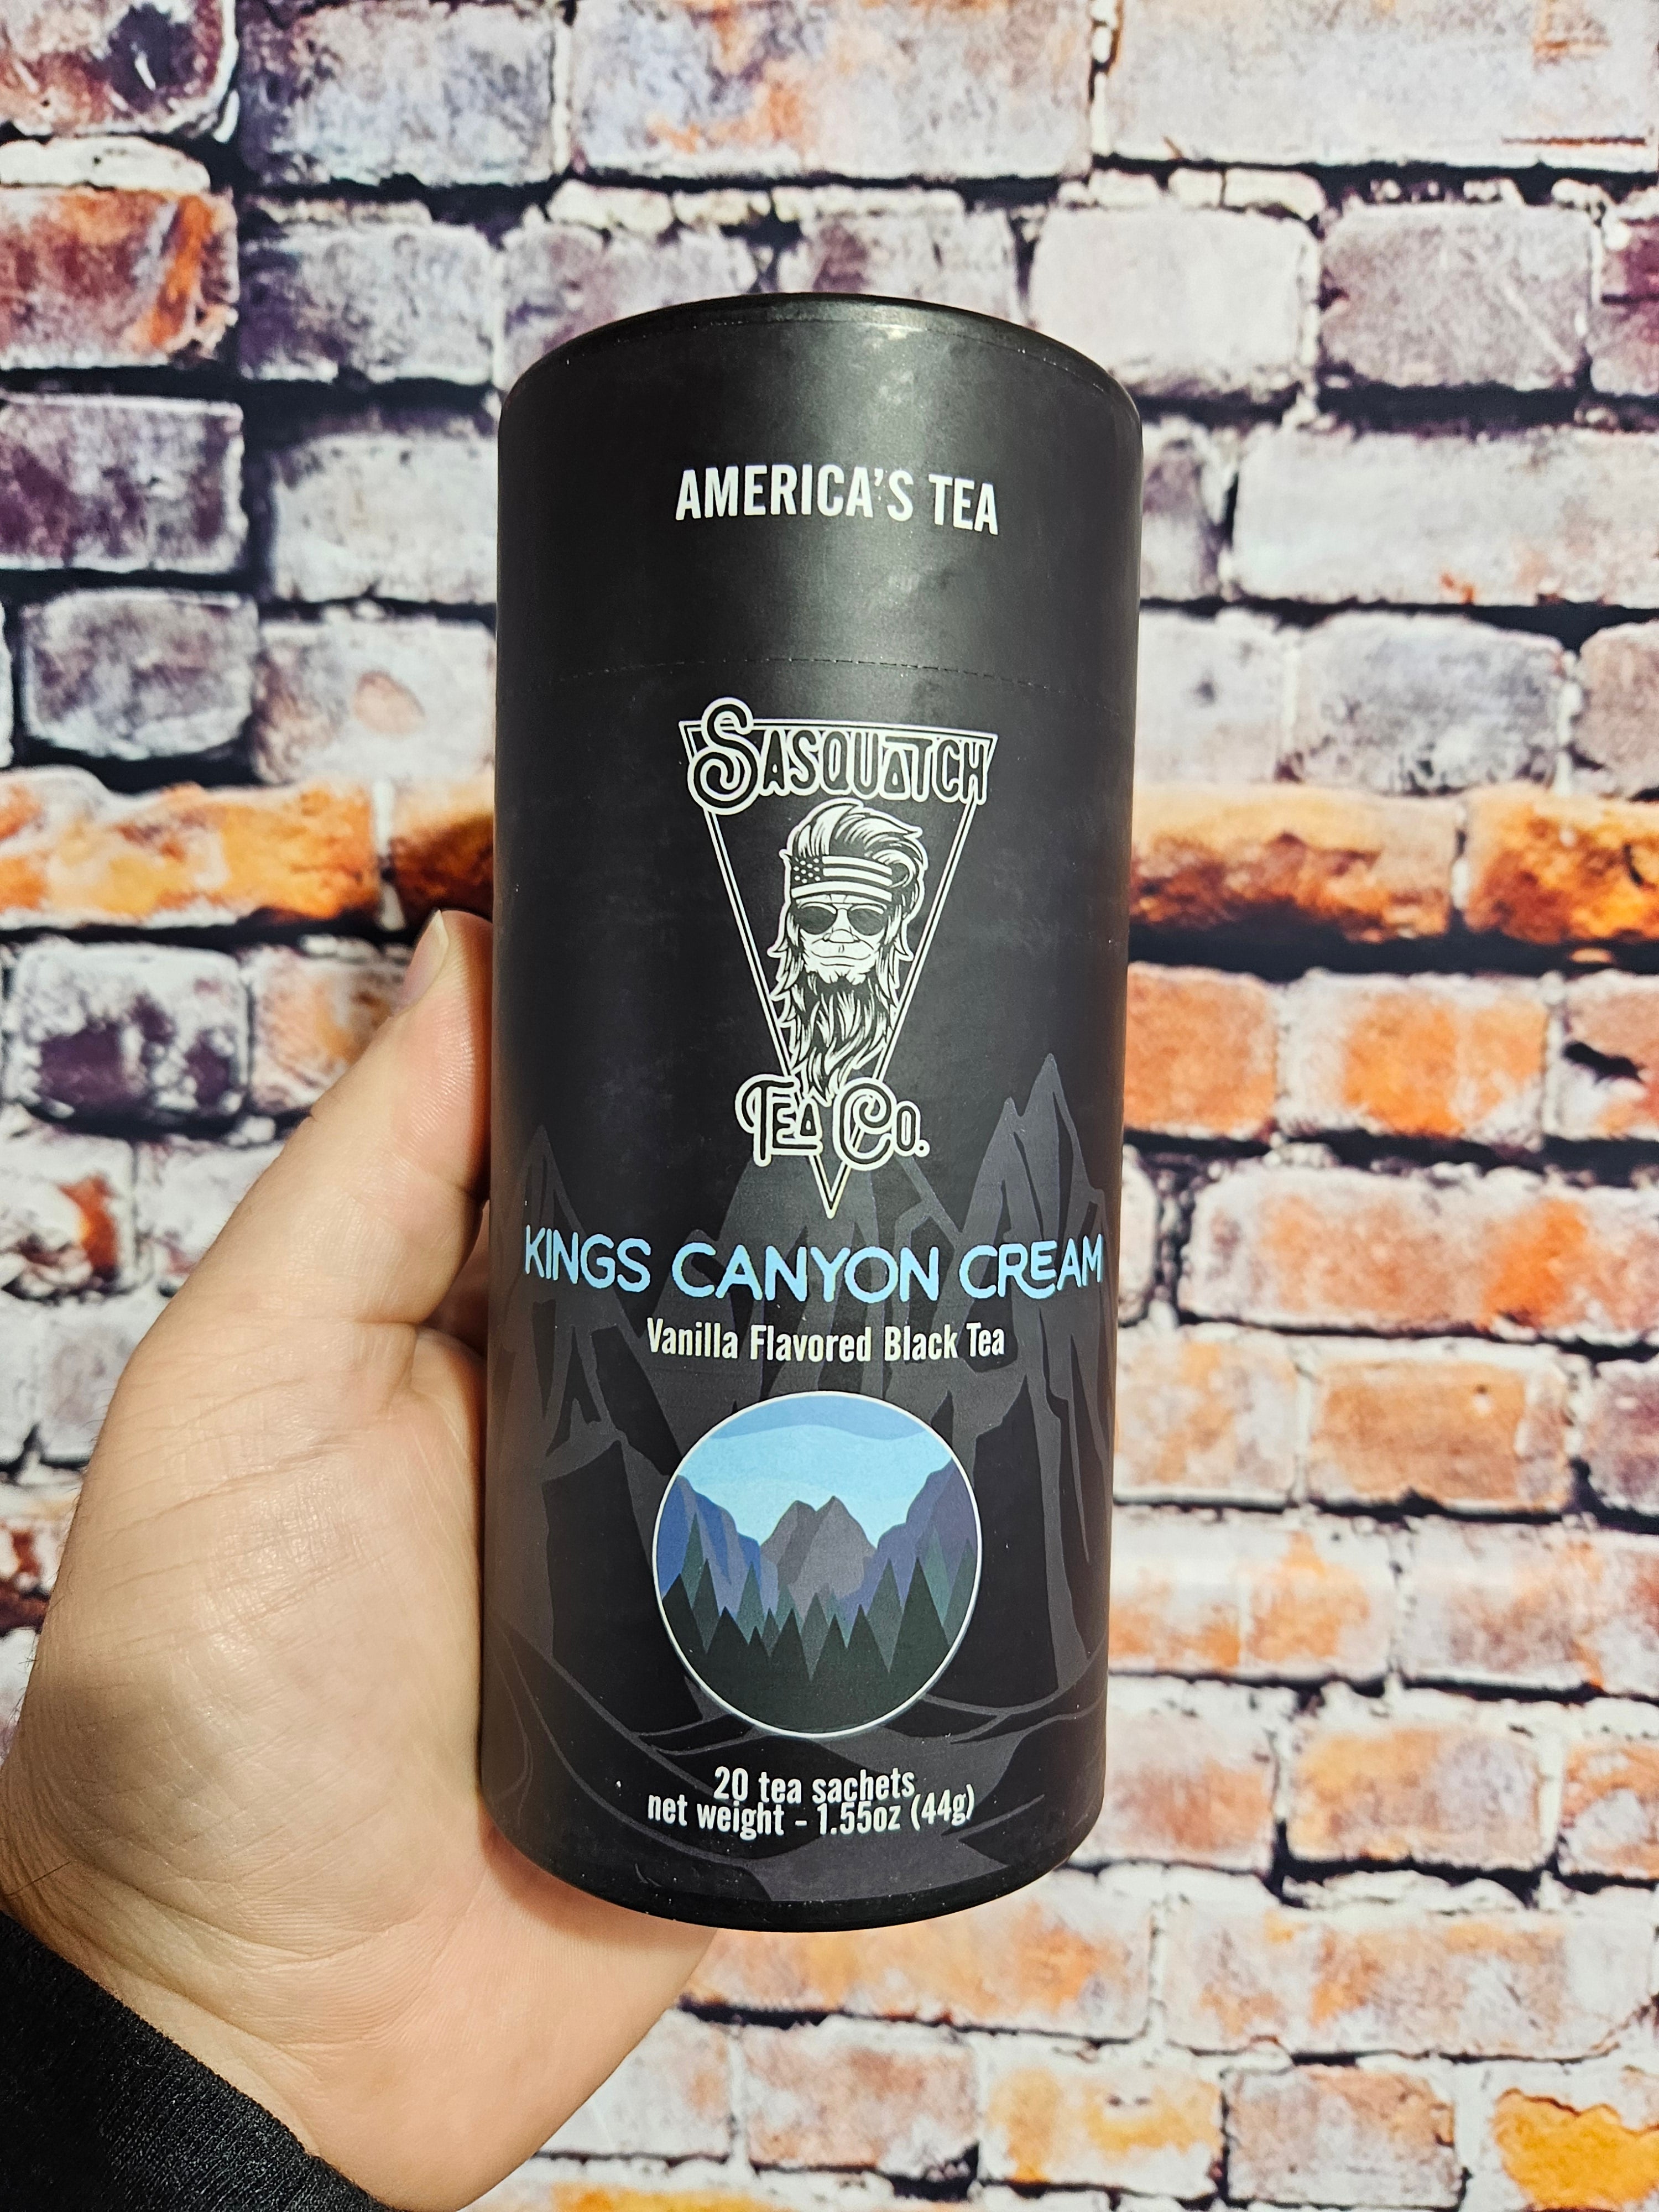 AMERICA'S TEA
SASQUATCH
TEA CO.
KINGS CANYON CREAM
Vanilla Flavored Black Tea
20 tea sachets
net weight - 1.55oz (44g)